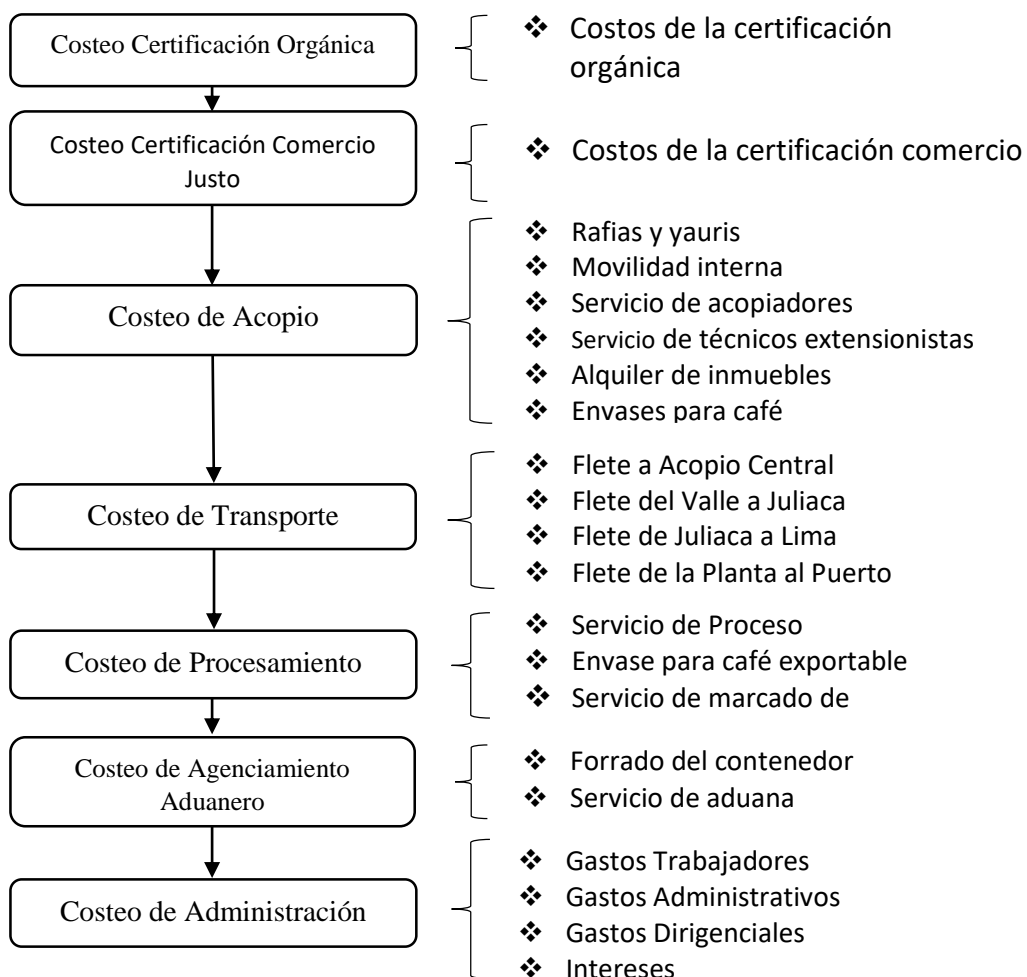 Costeo Certificación Orgánica
❖ Costos de la certificación
orgánica
Costeo Certificación Comercio
Justo
❖ Costos de la certificación comercio
Costeo de Acopio
❖ Rafias y yauris
❖ Movilidad interna
❖ Servicio de acopiadores
❖ Servicio de técnicos extensionistas
❖ Alquiler de inmuebles
❖ Envases para café
Costeo de Transporte
❖ Flete a Acopio Central
❖ Flete del Valle a Juliaca
❖ Flete de Juliaca a Lima
❖ Flete de la Planta al Puerto
Costeo de Procesamiento
❖ Servicio de Proceso
❖ Envase para café exportable
❖ Servicio de marcado de
Costeo de Agenciamiento
Aduanero
❖ Forrado del contenedor
❖ Servicio de aduana
Costeo de Administración
❖ Gastos Trabajadores
❖ Gastos Administrativos
❖ Gastos Dirigenciales
❖ Intereses